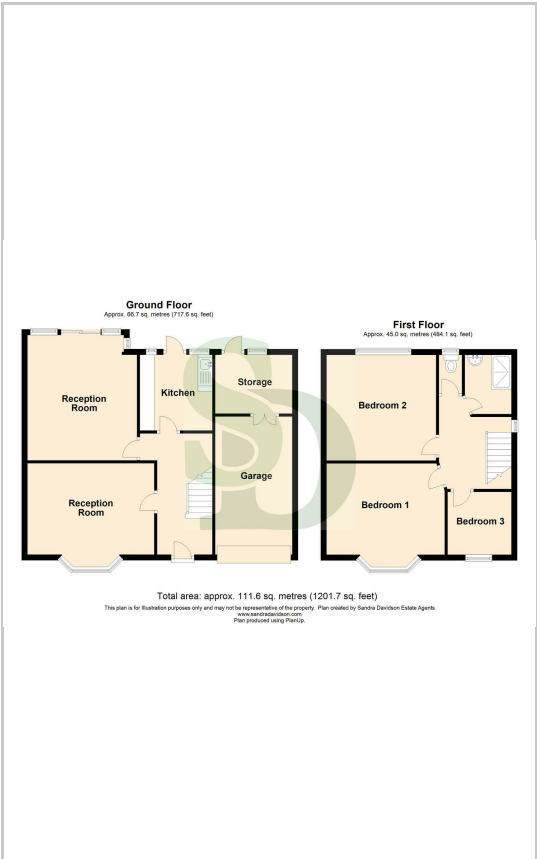 Ground Floor
Approx. 66.7 sq. metres (717.6 sq. feet)
Reception
Room
Kitchen
Storage
Garage
Reception
Room
First Floor
Approx. 45.0 sq. metres (484.1 sq. feet)
Bedroom 2
Bedroom 1
Bedroom 3
SD
Total area: approx. 111.6 sq. metres (1201.7 sq. feet)
This plan is for illustration purposes only and may not be representative of the property. Plan created by Sandra Davidson Estate Agents
www.sandradavidson.com
Plan produced using PlanUp.